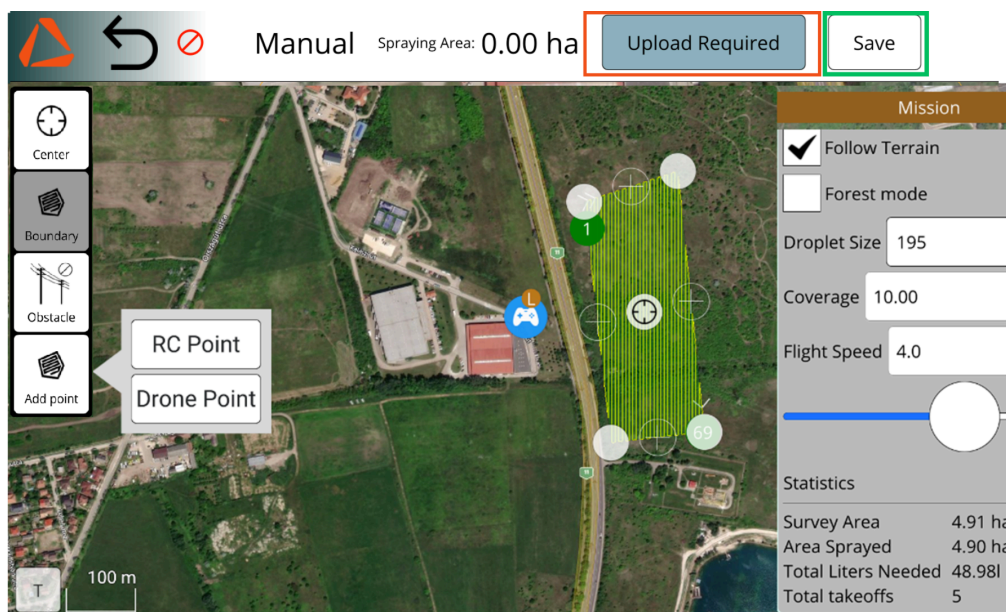 Manual
Spraying Area: 0.00 ha
Upload Required
Save
Center
Boundary
Obstacle
Add point
RC Point
Drone Point
L
1
69
11
11
T
100 m
Mission
Follow Terrain
Forest mode
Droplet Size 195
Coverage 10.00
Flight Speed 4.0
Statistics
Survey Area 4.91 ha
Area Sprayed 4.90 ha
Total Liters Needed 48.98l
Total takeoffs 5